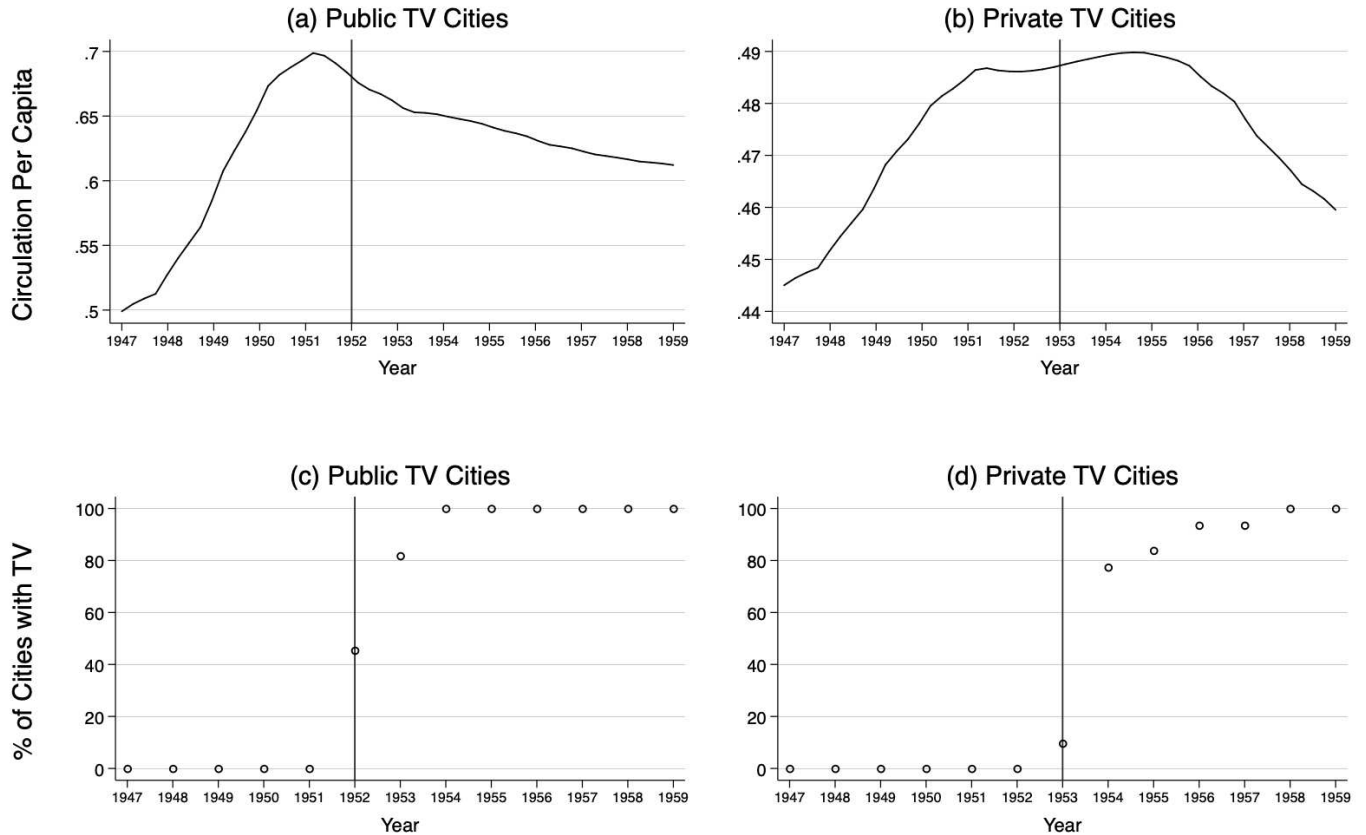 (a) Public TV Cities
Circulation Per Capita
.7
.65
.6
.55
.5
1947 1948 1949 1950 1951 1952 1953 1954 1955 1956 1957 1958 1959
Year
(b) Private TV Cities
.49
.48
.47
.46
.45
.44
1947 1948 1949 1950 1951 1952 1953 1954 1955 1956 1957 1958 1959
Year
(c) Public TV Cities
% of Cities with TV
100
80
60
40
20
0
1947 1948 1949 1950 1951 1952 1953 1954 1955 1956 1957 1958 1959
Year
(d) Private TV Cities
100
80
60
40
20
0
1947 1948 1949 1950 1951 1952 1953 1954 1955 1956 1957 1958 1959
Year